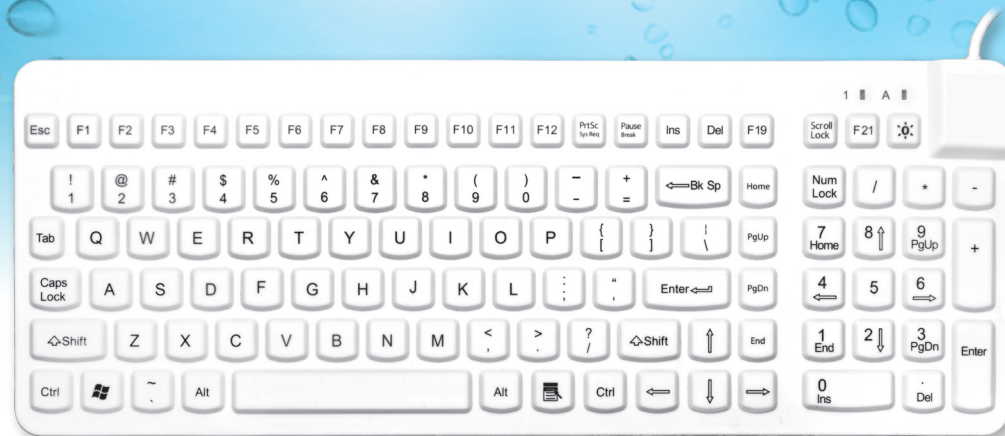 1 A
Esc F1 F2 F3 F4 F5 F6 F7 F8 F9 F10 F11 F12 PrtSc Pause Ins Del F19 Scroll F21
Sys Req Break Lock
! @ # $ % ^ & * ( ) _ + ⇐Bk Sp Home Num / * -
1 2 3 4 5 6 7 8 9 0 - = Lock
Tab Q W E R T Y U I O P { } ¦ PgUp 7 8⇑ 9 +
[ ] \ Home PgUp
Caps A S D F G H J K L : “ Enter PgDn 4 5 6
Lock ; ‘ ⇐ ⇒
Shift Z X C V B N M < > ? Shift ⇑ End 1 2⇓ 3 Enter
, . / End PgDn
Ctrl ~ Alt Alt Ctrl ⇐ ⇓ ⇒ 0 .
` Ins Del